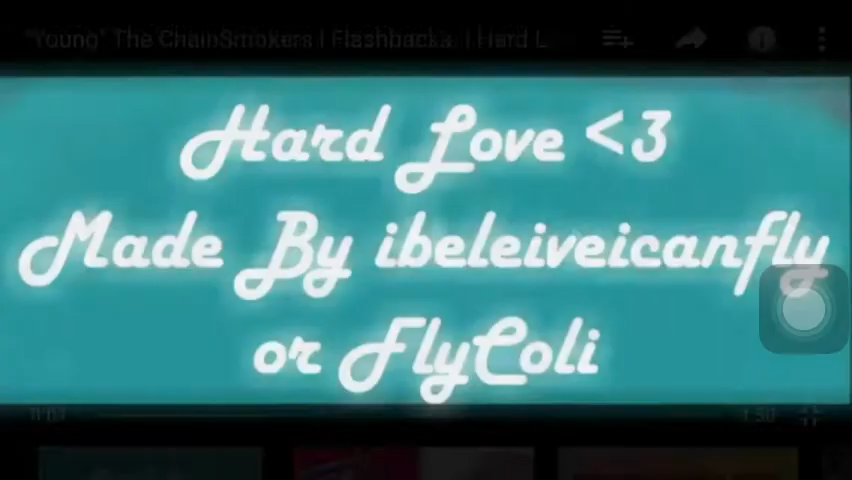 "Young" The ChainSmokers | Flashbacks. | Hard L
Hard Love <3
Made By ibeleiveicanfly
or FlyColi